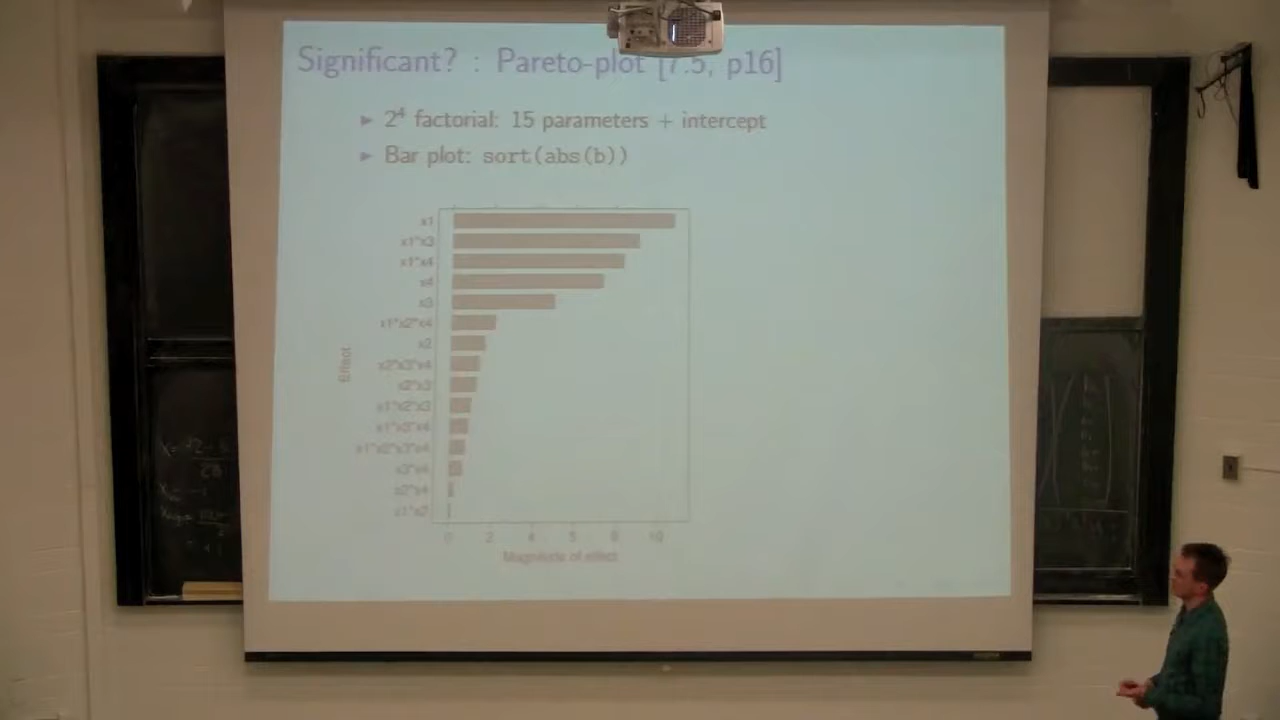 Significant? : Pareto-plot [7.5, p16]
▶ 2⁴ factorial: 15 parameters + intercept
▶ Bar plot: sort(abs(b))
x1
x1*x3
x1*x4
x4
x3
x1*x2*x4
x2
x2*x3*x4
x2*x3
x1*x2*x3
x1*x3*x4
x1*x2*x3*x4
x3*x4
x2*x4
x1*x2
Effect
0 2 4 6 8 10
Magnitude of effect